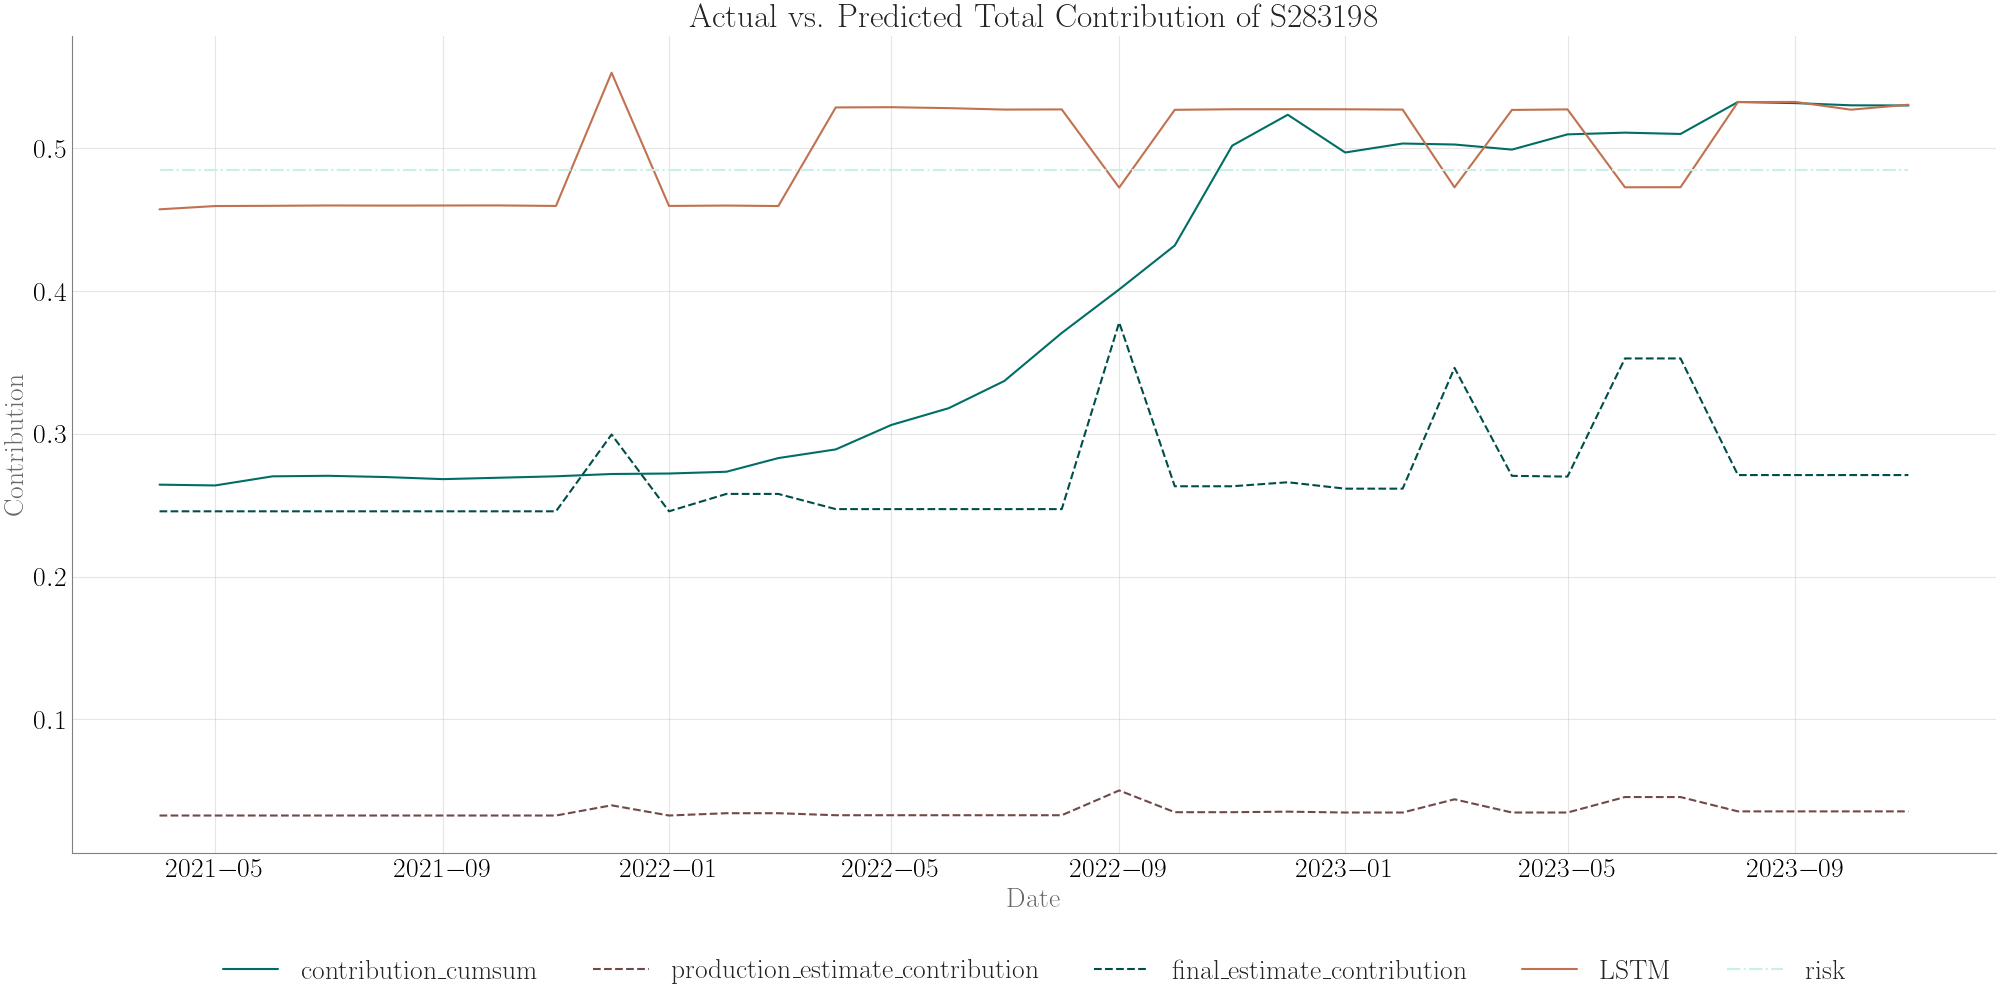 Actual vs. Predicted Total Contribution of S283198
Contribution
0.5
0.4
0.3
0.2
0.1
2021−05 2021−09 2022−01 2022−05 2022−09 2023−01 2023−05 2023−09
Date
contribution_cumsum production_estimate_contribution final_estimate_contribution LSTM risk